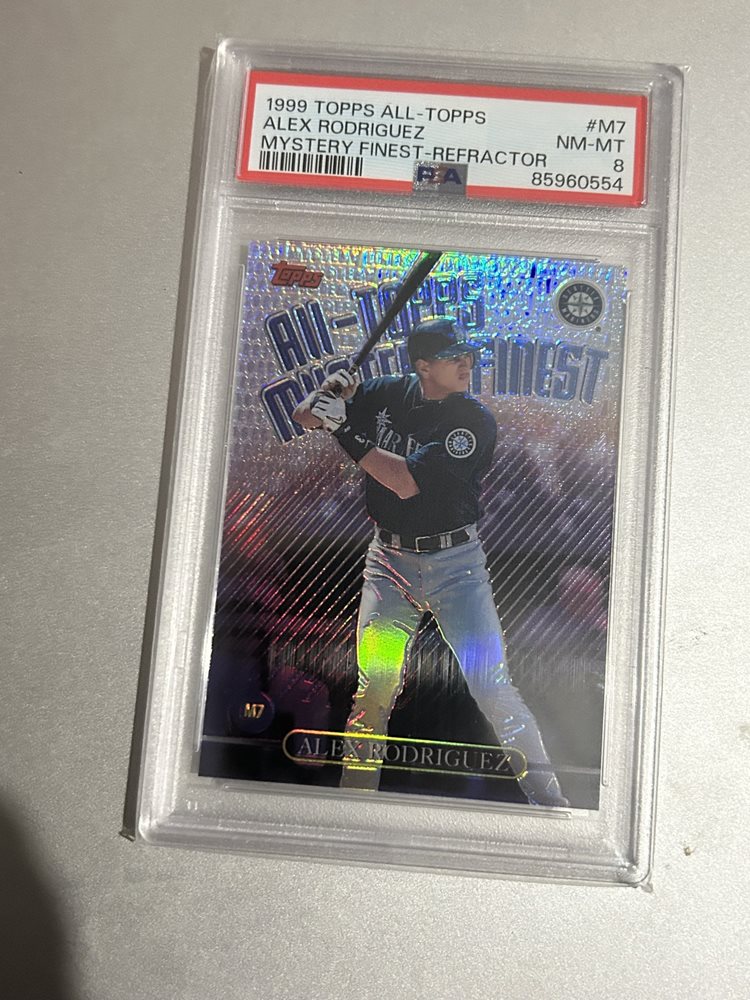 1999 TOPPS ALL-TOPPS #M7
ALEX RODRIGUEZ NM-MT
MYSTERY FINEST-REFRACTOR 8
PSA 85960554
Topps
ALL-TOPPS
FINEST
M7
ALEX RODRIGUEZ